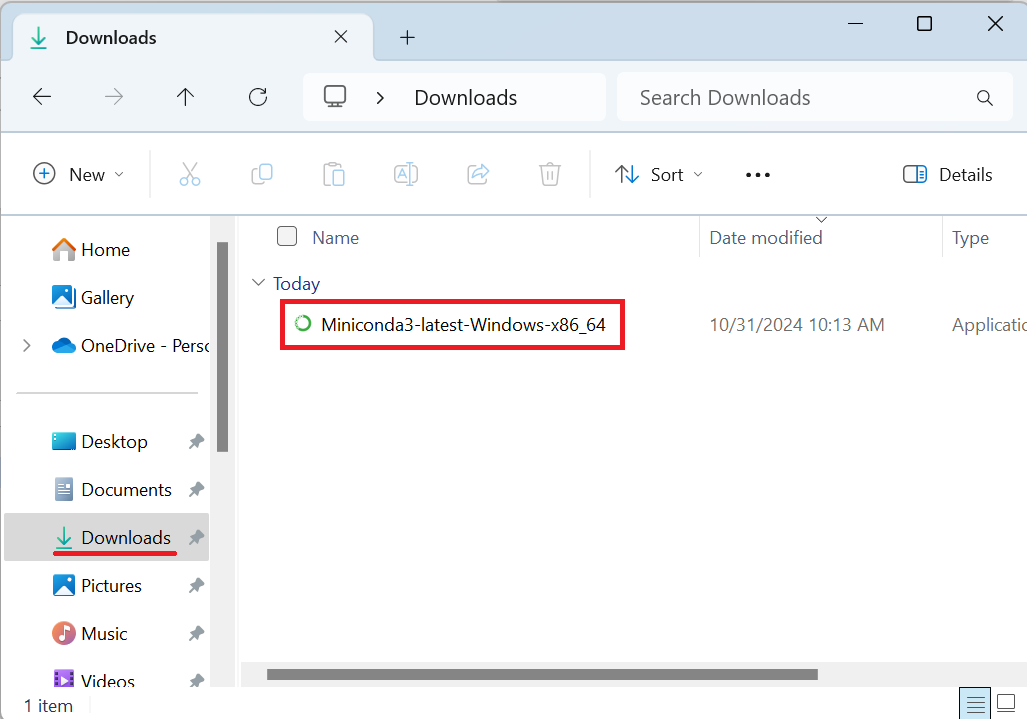 Downloads
Downloads
Search Downloads
New
Sort
Details
Name
Date modified
Type
Today
Miniconda3-latest-Windows-x86_64
10/31/2024 10:13 AM
Applicatio
Home
Gallery
OneDrive - Perso
Desktop
Documents
Downloads
Pictures
Music
Videos
1 item